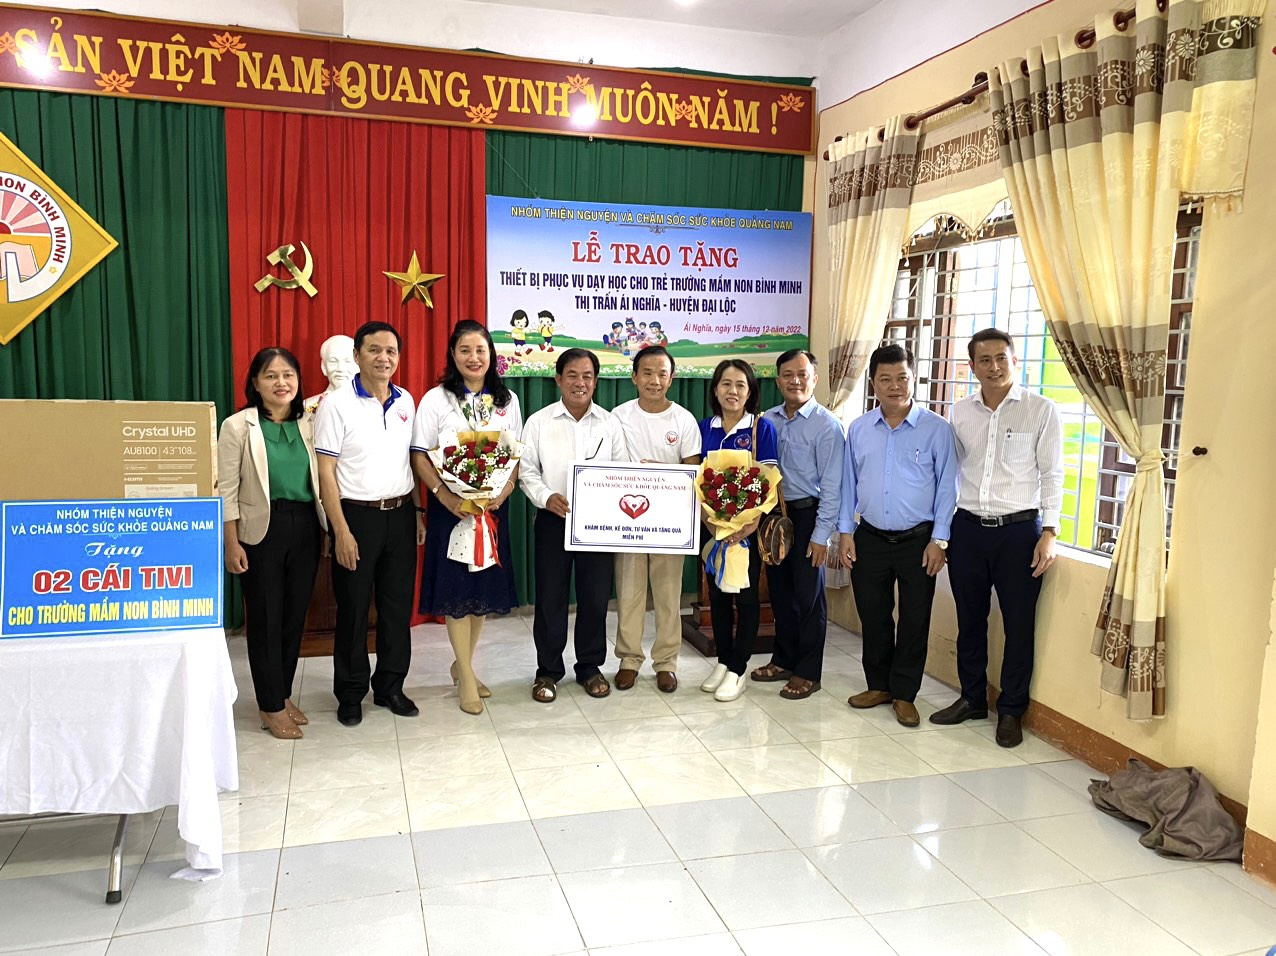 SẢN VIỆT NAM QUANG VINH MUÔN NĂM !
NON BÌNH MINH
NHÓM THIỆN NGUYỆN VÀ CHĂM SÓC SỨC KHỎE QUẢNG NAM
LỄ TRAO TẶNG
THIẾT BỊ PHỤC VỤ DẠY HỌC CHO TRẺ TRƯỜNG MẦM NON BÌNH MINH
THỊ TRẤN ÁI NGHĨA - HUYỆN ĐẠI LỘC
Ái Nghĩa, ngày 15 tháng 12 năm 2022
Crystal UHD
AU8100 43"108 cm
NHÓM THIỆN NGUYỆN
VÀ CHĂM SÓC SỨC KHỎE QUẢNG NAM
Tặng
02 CÁI TIVI
CHO TRƯỜNG MẦM NON BÌNH MINH
NHÓM THIỆN NGUYỆN
VÀ CHĂM SÓC SỨC KHỎE QUẢNG NAM
KHÁM BỆNH, KÊ ĐƠN, TƯ VẤN VÀ TẶNG QUÀ
MIỄN PHÍ